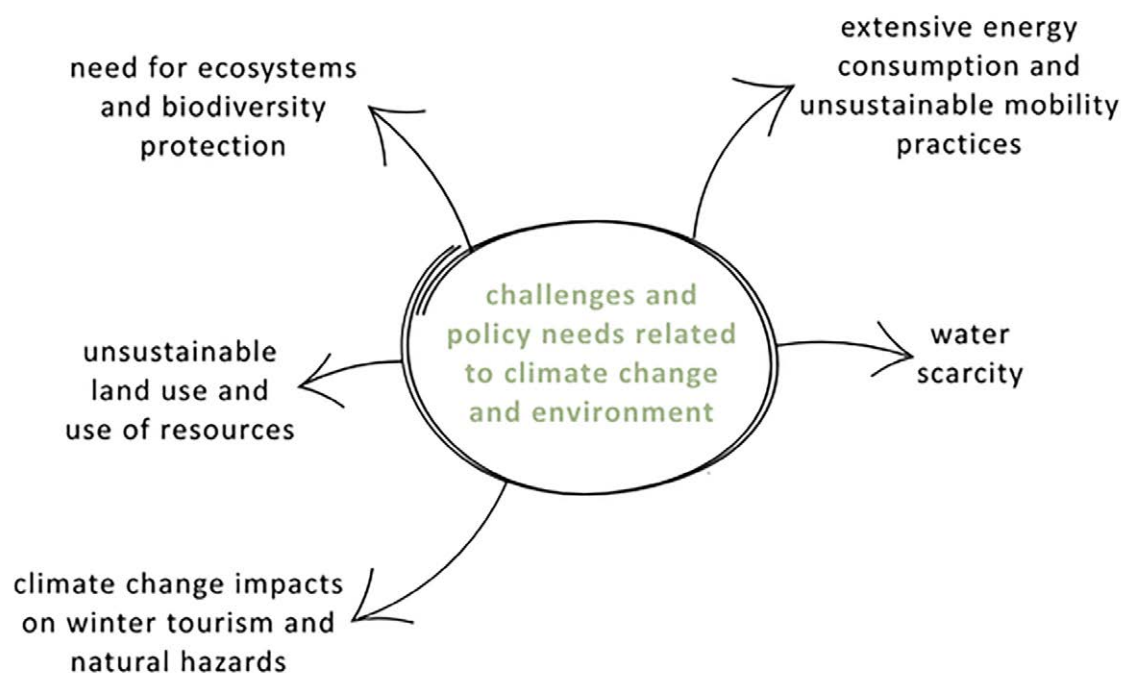 need for ecosystems
and biodiversity
protection
extensive energy
consumption and
unsustainable mobility
practices
challenges and
policy needs related
to climate change
and environment
unsustainable
land use and
use of resources
water
scarcity
climate change impacts
on winter tourism and
natural hazards